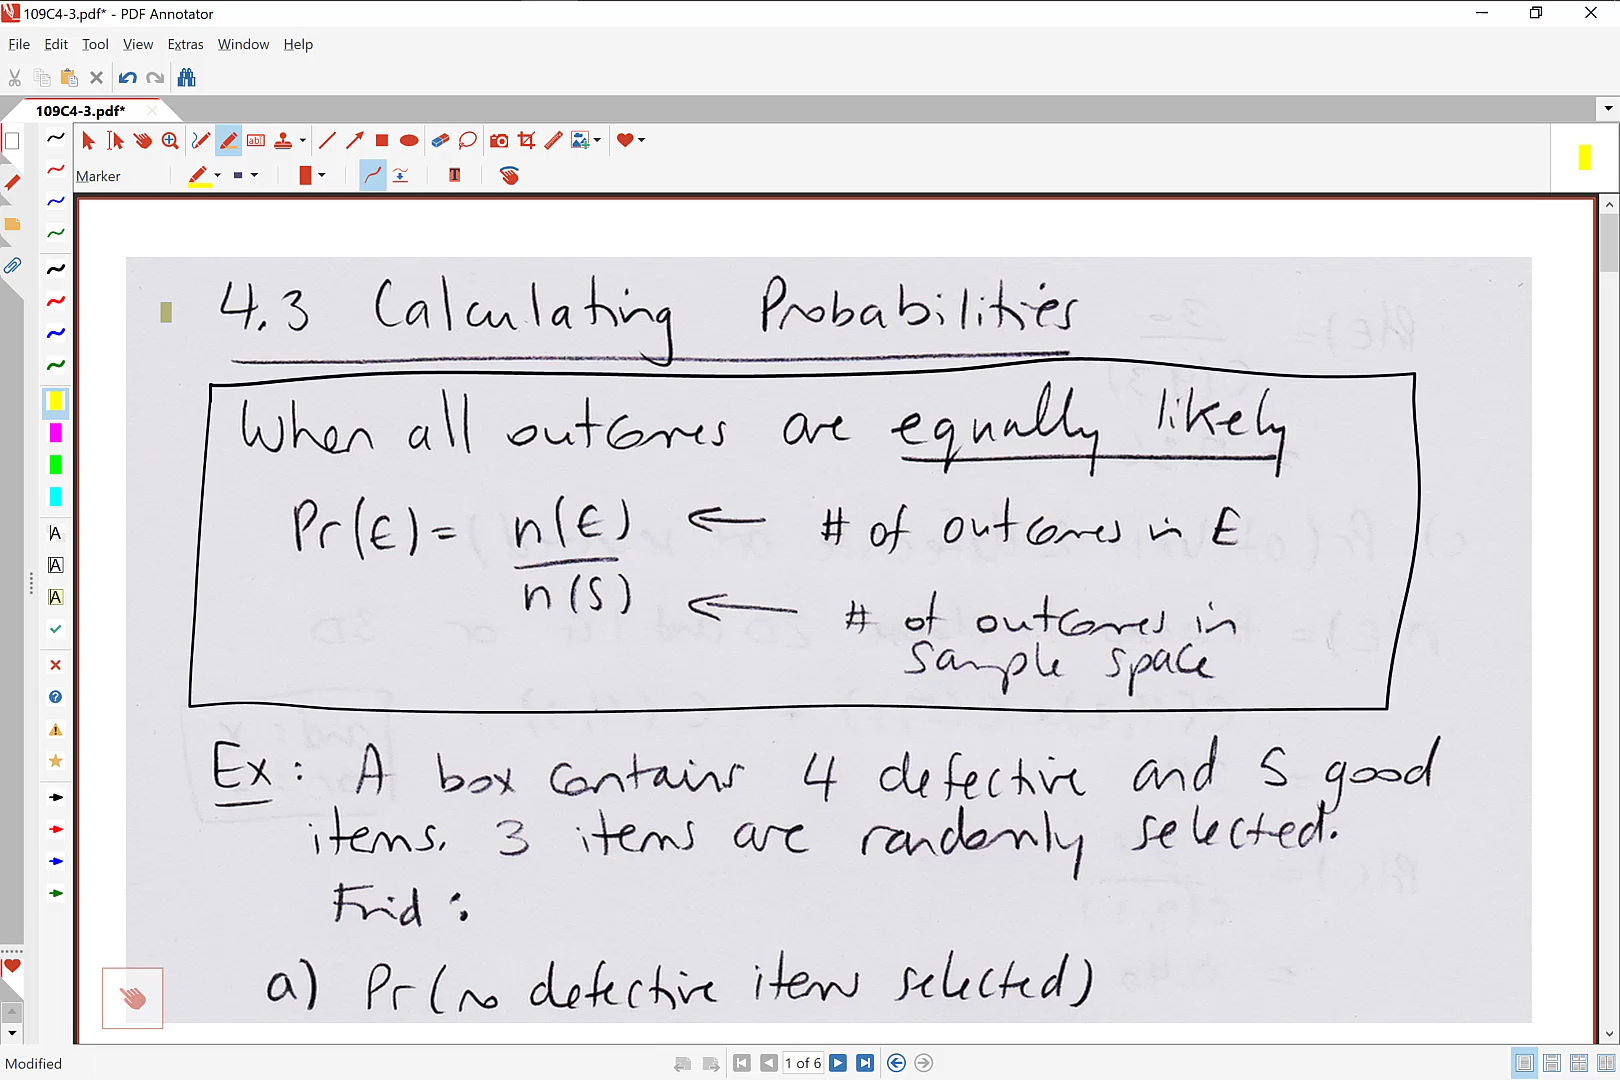 109C4-3.pdf* - PDF Annotator
File Edit Tool View Extras Window Help
109C4-3.pdf*
Marker
4.3 Calculating Probabilities
When all outcomes are equally likely
Pr(E) = n(E) ← # of outcomes in E
n(S) ← # of outcomes in
sample space
Ex: A box contains 4 defective and 5 good
items. 3 items are randomly selected.
Find:
a) Pr(no defective items selected)
Modified
1 of 6